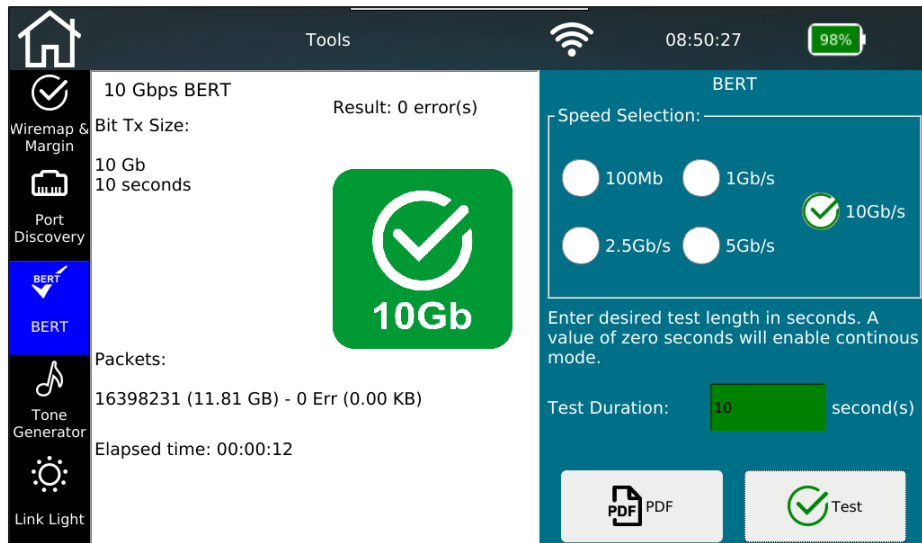 Tools
08:50:27
98%
Wiremap &
Margin
Port
Discovery
BERT
BERT
Tone
Generator
Link Light
10 Gbps BERT
Result: 0 error(s)
Bit Tx Size:
10 Gb
10 seconds
10Gb
Packets:
16398231 (11.81 GB) - 0 Err (0.00 KB)
Elapsed time: 00:00:12
BERT
Speed Selection:
100Mb
1Gb/s
10Gb/s
2.5Gb/s
5Gb/s
Enter desired test length in seconds. A
value of zero seconds will enable continous
mode.
Test Duration:
10
second(s)
PDF
PDF
Test